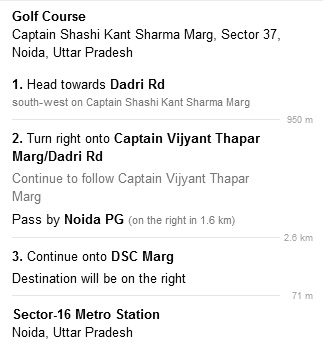 Golf Course
Captain Shashi Kant Sharma Marg, Sector 37,
Noida, Uttar Pradesh
1. Head towards Dadri Rd
south-west on Captain Shashi Kant Sharma Marg
950 m
2. Turn right onto Captain Vijyant Thapar
Marg/Dadri Rd
Continue to follow Captain Vijyant Thapar
Marg
Pass by Noida PG (on the right in 1.6 km)
2.6 km
3. Continue onto DSC Marg
Destination will be on the right
71 m
Sector-16 Metro Station
Noida, Uttar Pradesh